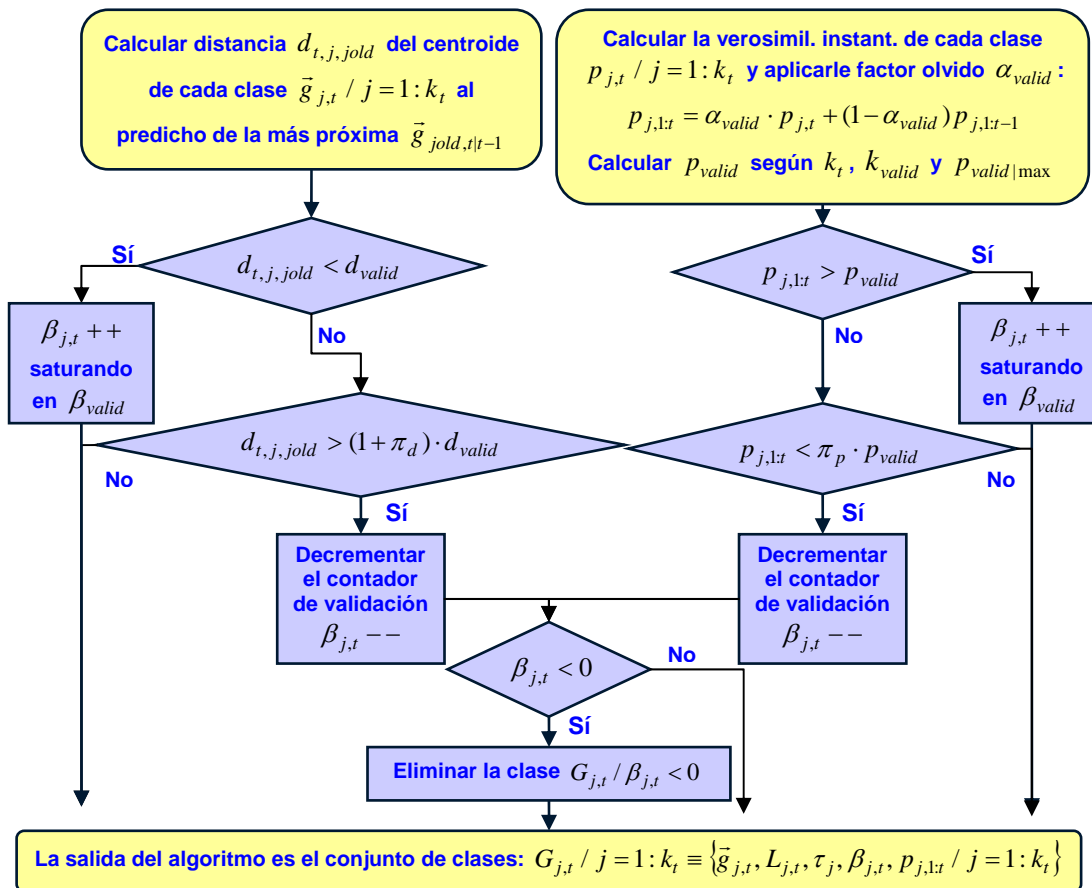 Calcular distancia d_{t,j,jold} del centroide
de cada clase \vec{g}_{j,t} / j = 1:k_t al
predicho de la más próxima \vec{g}_{jold,t|t-1}
Calcular la verosimil. instant. de cada clase
p_{j,t} / j = 1:k_t y aplicarle factor olvido α_{valid} :
p_{j,1:t} = α_{valid} · p_{j,t} + (1 - α_{valid}) p_{j,1:t-1}
Calcular p_{valid} según k_t , k_{valid} y p_{valid|max}
Sí
d_{t,j,jold} < d_{valid}
No
β_{j,t} ++
saturando
en β_{valid}
d_{t,j,jold} > (1 + π_d) · d_{valid}
No
Sí
Decrementar
el contador
de validación
β_{j,t} --
p_{j,1:t} > p_{valid}
Sí
No
β_{j,t} ++
saturando
en β_{valid}
p_{j,1:t} < π_p · p_{valid}
No
Sí
Decrementar
el contador
de validación
β_{j,t} --
β_{j,t} < 0
No
Sí
Eliminar la clase G_{j,t} / β_{j,t} < 0
La salida del algoritmo es el conjunto de clases: G_{j,t} / j = 1:k_t ≡ {\vec{g}_{j,t}, L_{j,t}, τ_j, β_{j,t}, p_{j,1:t} / j = 1:k_t}